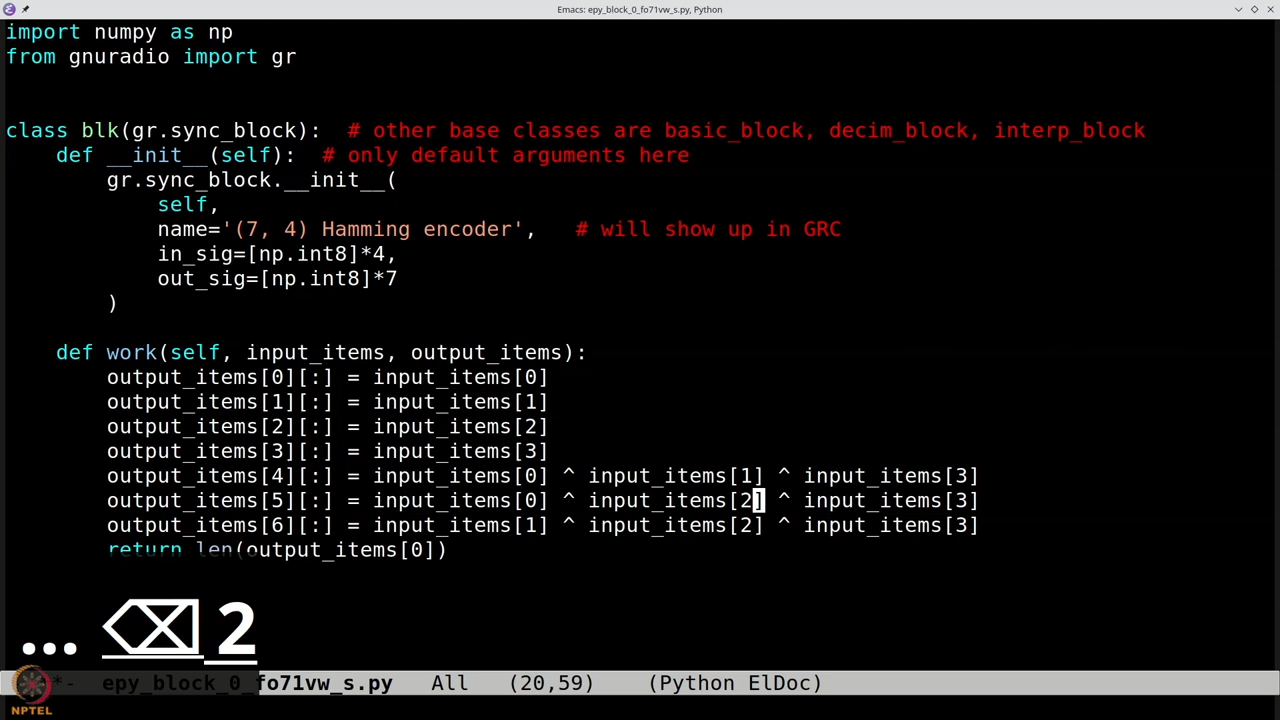 Emacs: epy_block_0_fo71vw_s.py, Python
import numpy as np
from gnuradio import gr
class blk(gr.sync_block):  # other base classes are basic_block, decim_block, interp_block
    def __init__(self):  # only default arguments here
        gr.sync_block.__init__(
            self,
            name='(7, 4) Hamming encoder',   # will show up in GRC
            in_sig=[np.int8]*4,
            out_sig=[np.int8]*7
        )
    def work(self, input_items, output_items):
        output_items[0][:] = input_items[0]
        output_items[1][:] = input_items[1]
        output_items[2][:] = input_items[2]
        output_items[3][:] = input_items[3]
        output_items[4][:] = input_items[0] ^ input_items[1] ^ input_items[3]
        output_items[5][:] = input_items[0] ^ input_items[2] ^ input_items[3]
        output_items[6][:] = input_items[1] ^ input_items[2] ^ input_items[3]
        return len(output_items[0])
... ⌫ 2
epy_block_0_fo71vw_s.py   All   (20,59)    (Python ElDoc)
NPTEL